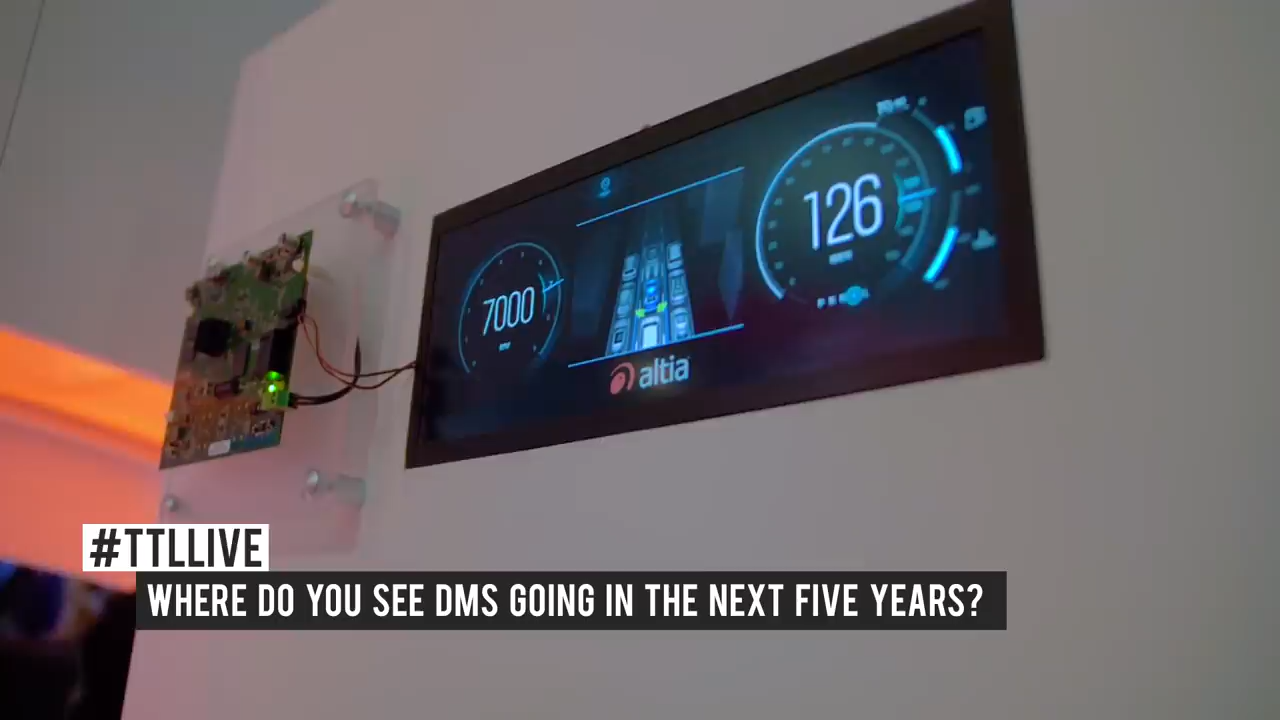 7000
126
altia
#TTLLIVE
WHERE DO YOU SEE DMS GOING IN THE NEXT FIVE YEARS?